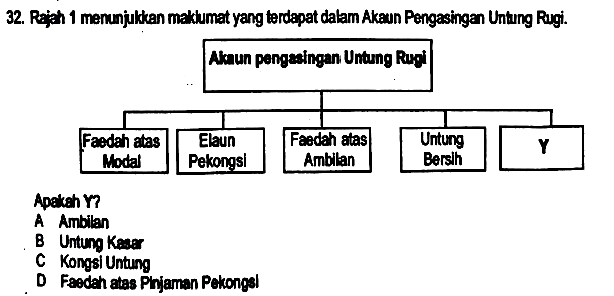 32. Rajah 1 menunjukkan maklumat yang terdapat dalam Akaun Pengasingan Untung Rugi.
Akaun pengasingan Untung Rugi
Faedah atas
Modal
Elaun
Pekongsi
Faedah atas
Ambilan
Untung
Bersih
Y
Apakah Y?
A Ambilan
B Untung Kasar
C Kongsi Untung
D Faedah atas Pinjaman Pekongsi